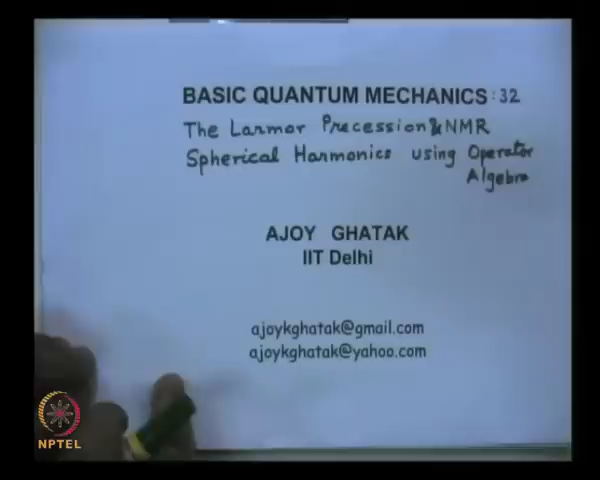 BASIC QUANTUM MECHANICS : 32
The Larmor Precession & NMR
Spherical Harmonics using Operator
Algebra
AJOY GHATAK
IIT Delhi
ajoykghatak@gmail.com
ajoykghatak@yahoo.com
NPTEL